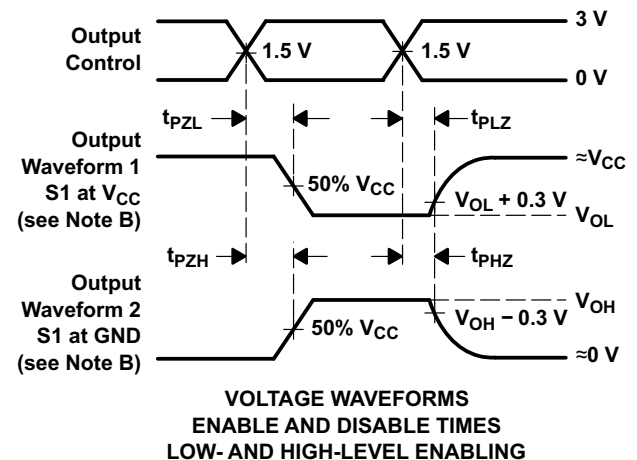 Output
Control
1.5 V
1.5 V
3 V
0 V
tPZL
tPLZ
Output
Waveform 1
S1 at VCC
(see Note B)
50% VCC
VOL + 0.3 V
≈VCC
VOL
tPZH
tPHZ
Output
Waveform 2
S1 at GND
(see Note B)
50% VCC
VOH − 0.3 V
VOH
≈0 V
VOLTAGE WAVEFORMS
ENABLE AND DISABLE TIMES
LOW- AND HIGH-LEVEL ENABLING